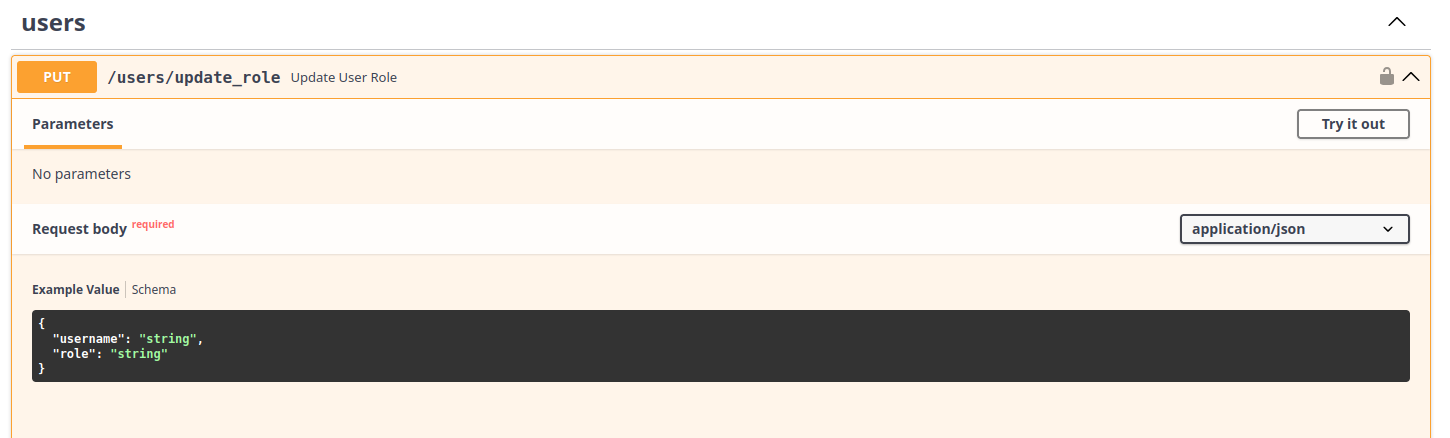 users
PUT /users/update_role Update User Role
Parameters Try it out
No parameters
Request body required application/json
Example Value Schema
{
"username": "string",
"role": "string"
}